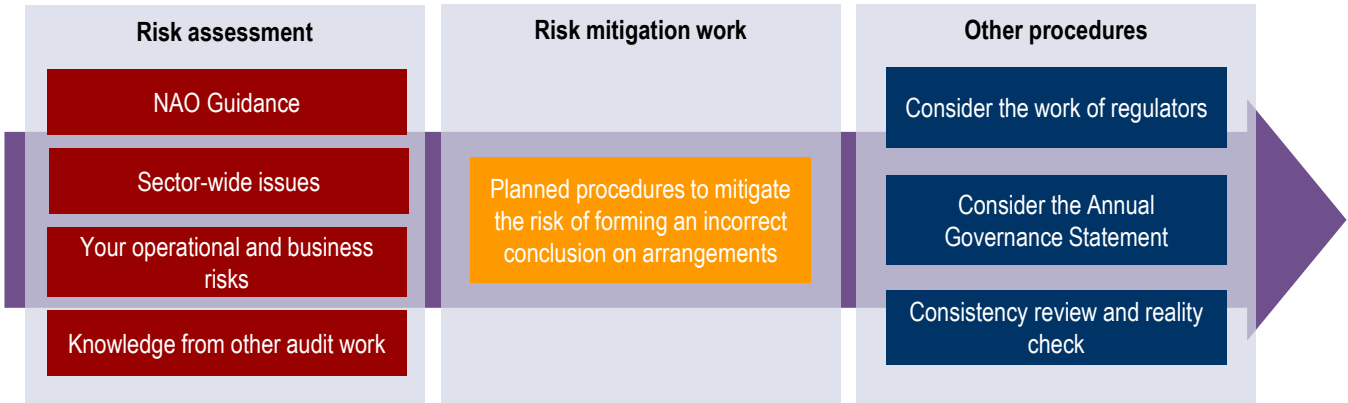 Risk assessment
NAO Guidance
Sector-wide issues
Your operational and business
risks
Knowledge from other audit work
Risk mitigation work
Planned procedures to mitigate
the risk of forming an incorrect
conclusion on arrangements
Other procedures
Consider the work of regulators
Consider the Annual
Governance Statement
Consistency review and reality
check